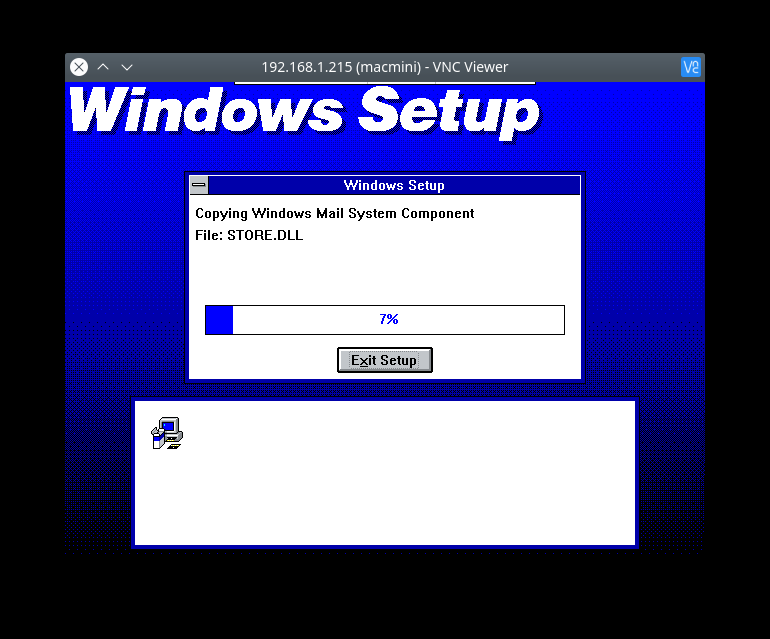 192.168.1.215 (macmini) - VNC Viewer
Windows Setup
Windows Setup
Copying Windows Mail System Component
File: STORE.DLL
7%
Exit Setup